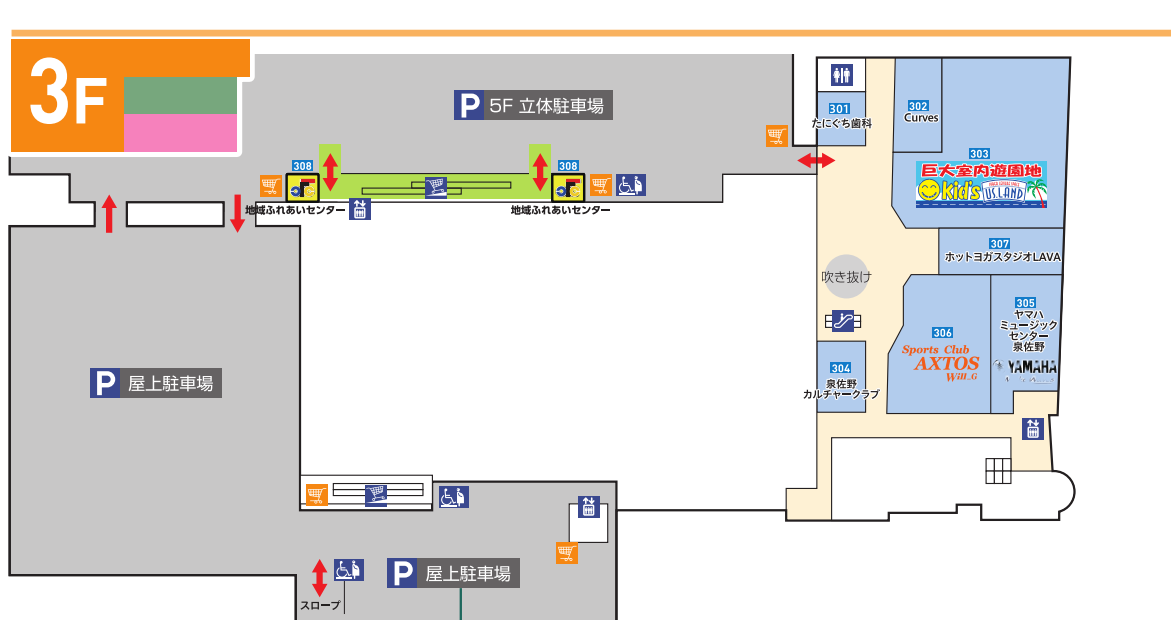 3F
P 5F 立体駐車場
301
たにぐち歯科
302
Curves
303
巨大室内遊園地
kid's US.LAND
308
地域ふれあいセンター
308
地域ふれあいセンター
307
ホットヨガスタジオLAVA
吹き抜け
305
ヤマハ
ミュージック
センター
泉佐野
YAMAHA
306
Sports Club
AXTOS
Will_G
304
泉佐野
カルチャークラブ
P 屋上駐車場
P 屋上駐車場
スロープ